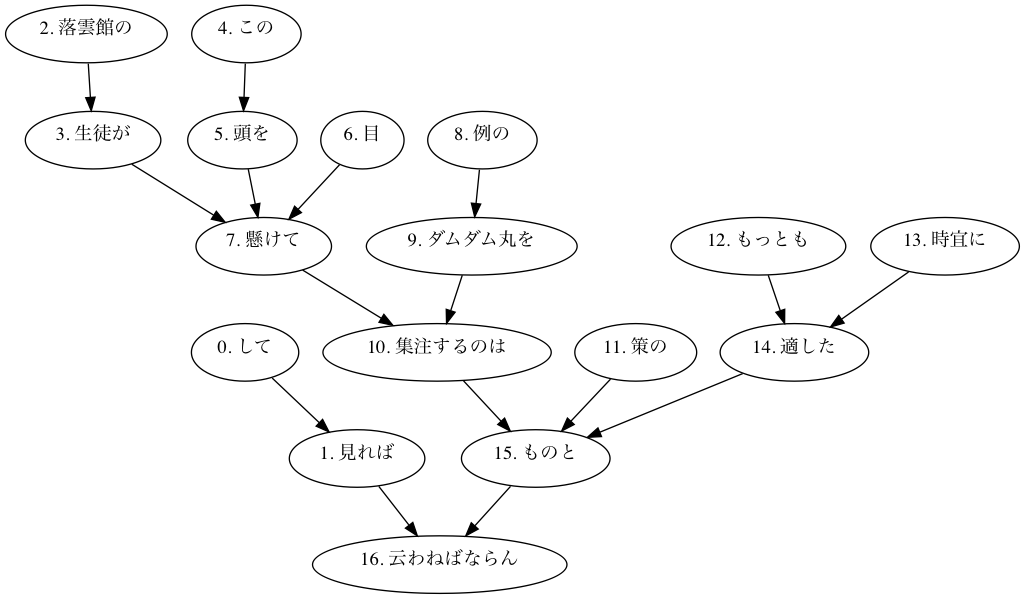 2. 落雲館の
4. この
3. 生徒が
5. 頭を
6. 目
8. 例の
7. 懸けて
9. ダムダム丸を
12. もっとも
13. 時宜に
0. して
10. 集注するのは
11. 策の
14. 適した
1. 見れば
15. ものと
16. 云わねばならん